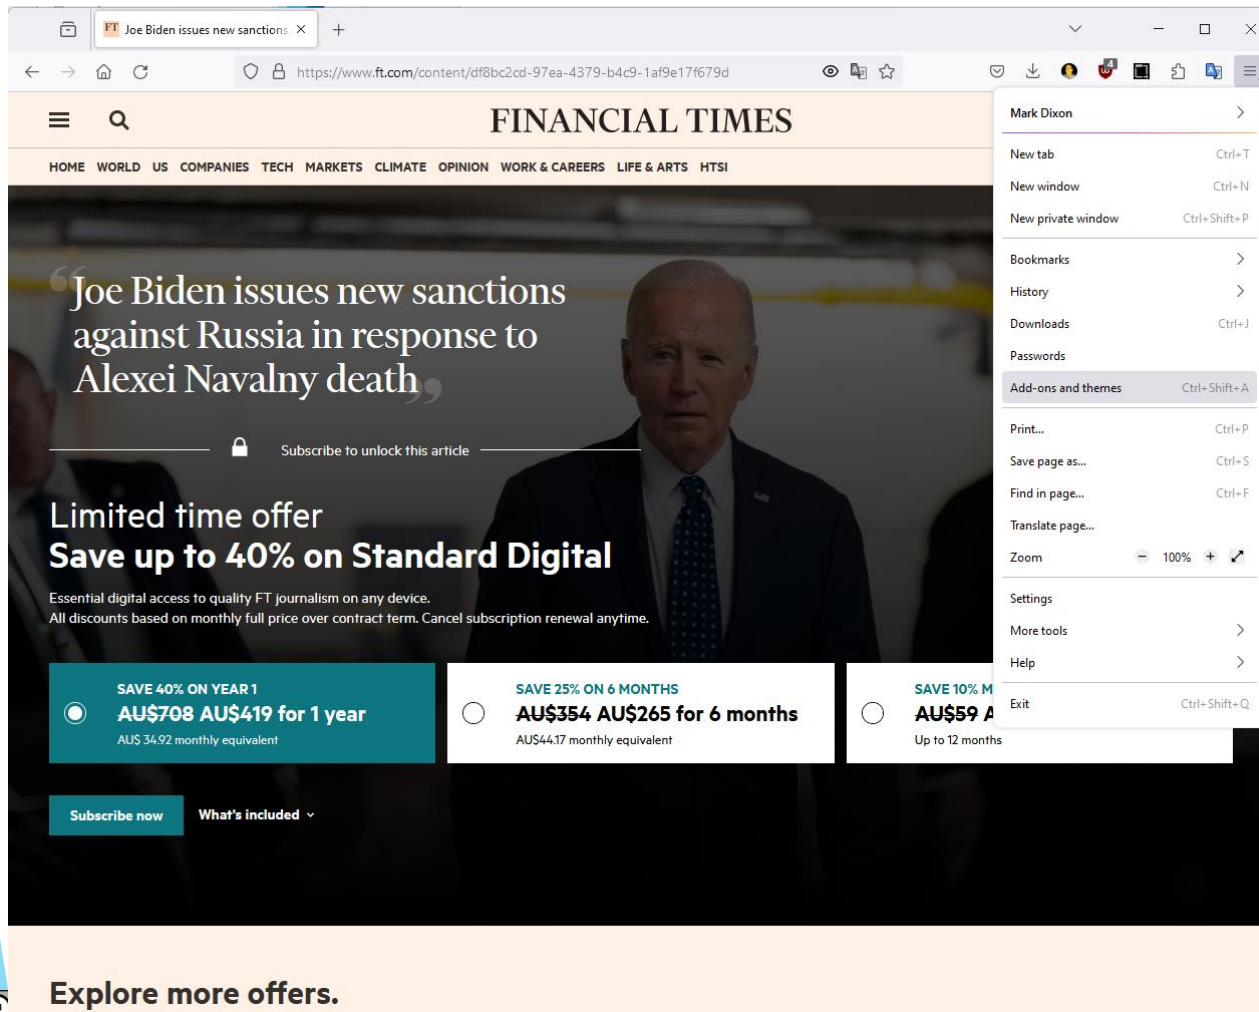 FT Joe Biden issues new sanctions
https://www.ft.com/content/df8bc2cd-97ea-4379-b4c9-1af9e17f679d
4
FINANCIAL TIMES
HOME WORLD US COMPANIES TECH MARKETS CLIMATE OPINION WORK & CAREERS LIFE & ARTS HTSI
“Joe Biden issues new sanctions
against Russia in response to
Alexei Navalny death”
Subscribe to unlock this article
Limited time offer
Save up to 40% on Standard Digital
Essential digital access to quality FT journalism on any device.
All discounts based on monthly full price over contract term. Cancel subscription renewal anytime.
SAVE 40% ON YEAR 1
AU$708 AU$419 for 1 year
AU$ 34.92 monthly equivalent
SAVE 25% ON 6 MONTHS
AU$354 AU$265 for 6 months
AU$44.17 monthly equivalent
SAVE 10% M
AU$59 A
Up to 12 months
Subscribe now What's included
Explore more offers.
Mark Dixon
New tab Ctrl+T
New window Ctrl+N
New private window Ctrl+Shift+P
Bookmarks
History
Downloads Ctrl+J
Passwords
Add-ons and themes Ctrl+Shift+A
Print... Ctrl+P
Save page as... Ctrl+S
Find in page... Ctrl+F
Translate page...
Zoom − 100% +
Settings
More tools
Help
Exit Ctrl+Shift+Q